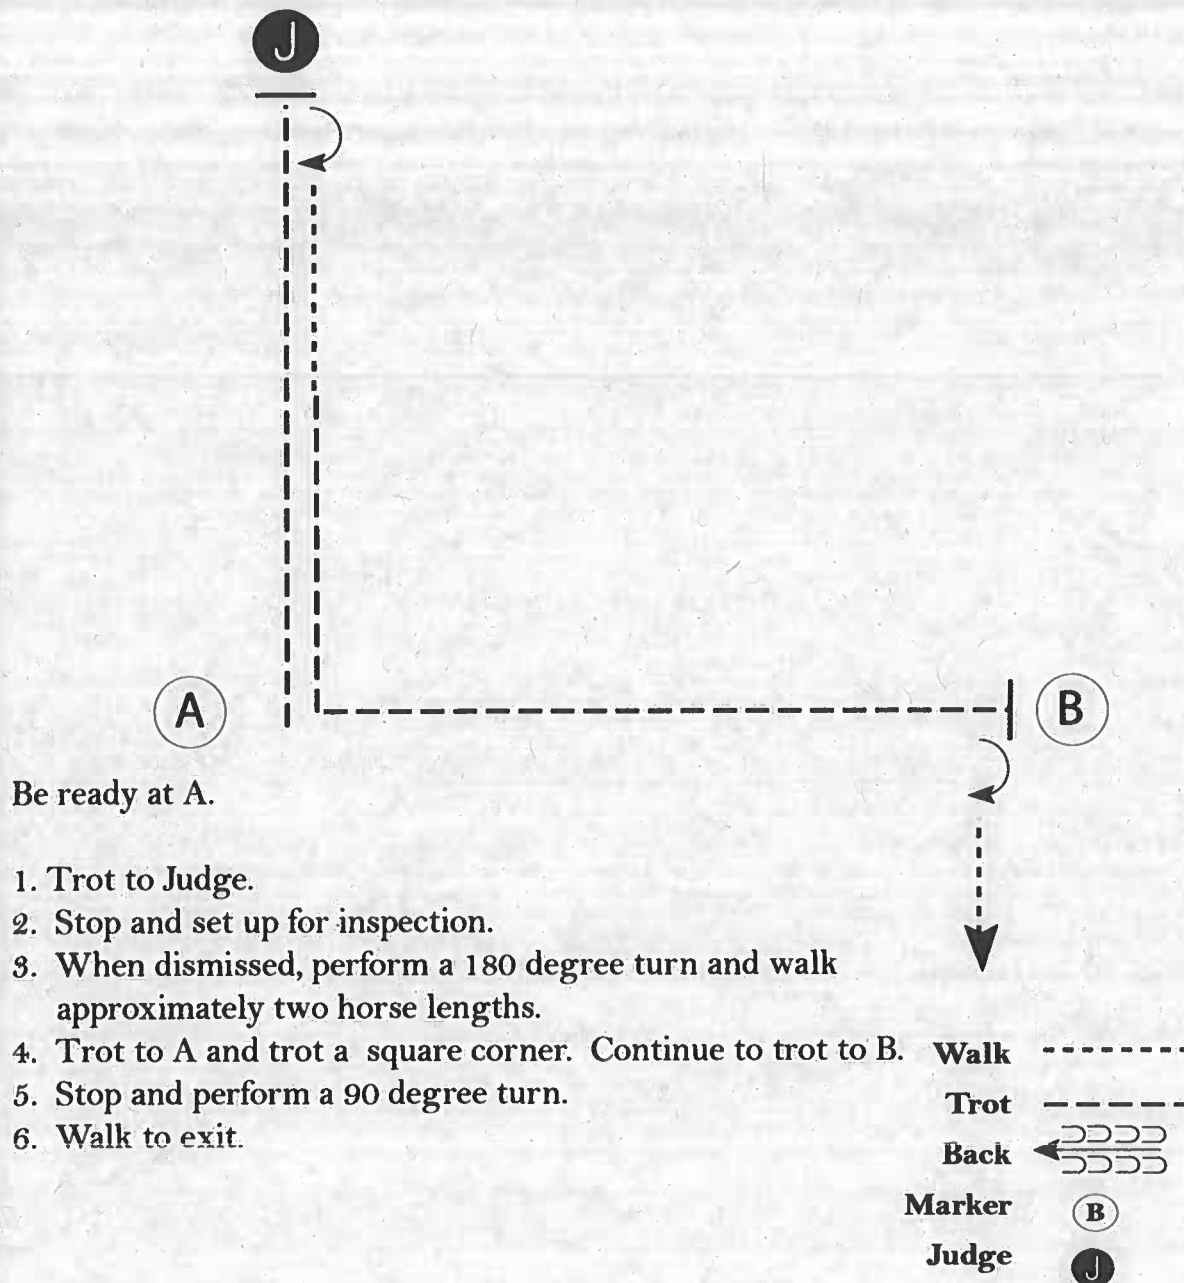 J
A
B
Be ready at A.
1. Trot to Judge.
2. Stop and set up for inspection.
3. When dismissed, perform a 180 degree turn and walk
approximately two horse lengths.
4. Trot to A and trot a square corner. Continue to trot to B.
5. Stop and perform a 90 degree turn.
6. Walk to exit.
Walk
Trot
Back
Marker B
Judge J